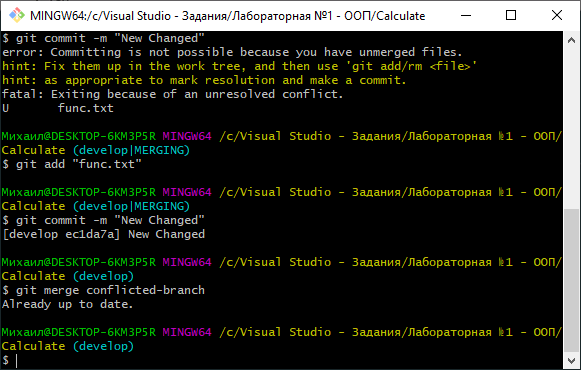 MINGW64:/c/Visual Studio - Задания/Лабораторная №1 - ООП/Calculate
$ git commit -m "New Changed"
error: Committing is not possible because you have unmerged files.
hint: Fix them up in the work tree, and then use 'git add/rm <file>'
hint: as appropriate to mark resolution and make a commit.
fatal: Exiting because of an unresolved conflict.
U       func.txt
Михаил@DESKTOP-6KM3P5R MINGW64 /c/Visual Studio - Задания/Лабораторная №1 - ООП/
Calculate (develop|MERGING)
$ git add "func.txt"
Михаил@DESKTOP-6KM3P5R MINGW64 /c/Visual Studio - Задания/Лабораторная №1 - ООП/
Calculate (develop|MERGING)
$ git commit -m "New Changed"
[develop ec1da7a] New Changed
Михаил@DESKTOP-6KM3P5R MINGW64 /c/Visual Studio - Задания/Лабораторная №1 - ООП/
Calculate (develop)
$ git merge conflicted-branch
Already up to date.
Михаил@DESKTOP-6KM3P5R MINGW64 /c/Visual Studio - Задания/Лабораторная №1 - ООП/
Calculate (develop)
$